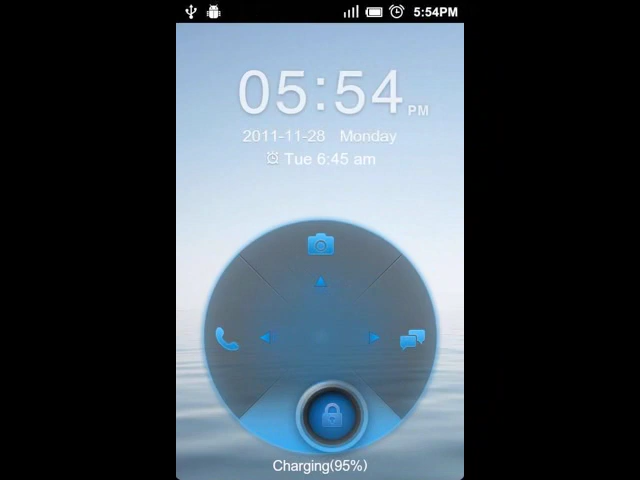 5:54PM
05:54 PM
2011-11-28 Monday
Tue 6:45 am
Charging(95%)